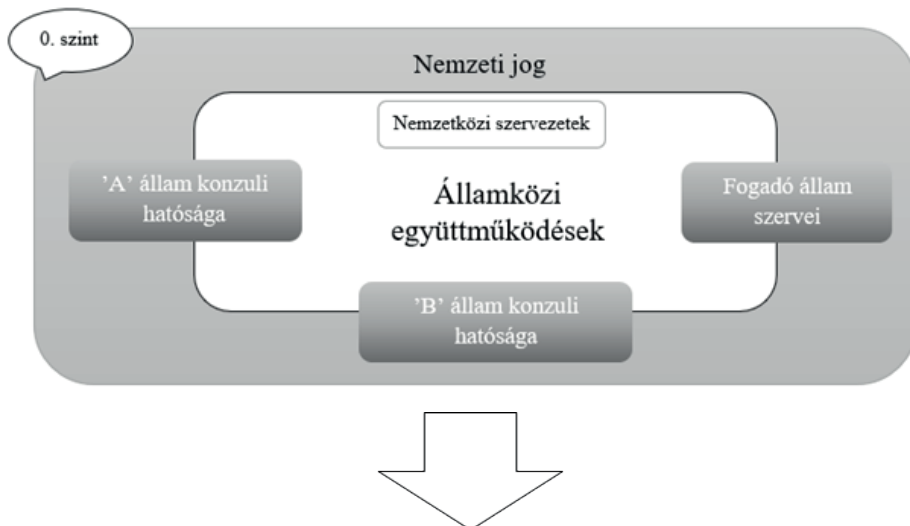 0. szint
Nemzeti jog
Nemzetközi szervezetek
’A’ állam konzuli
hatósága
Államközi
együttműködések
Fogadó állam
szervei
’B’ állam konzuli
hatósága